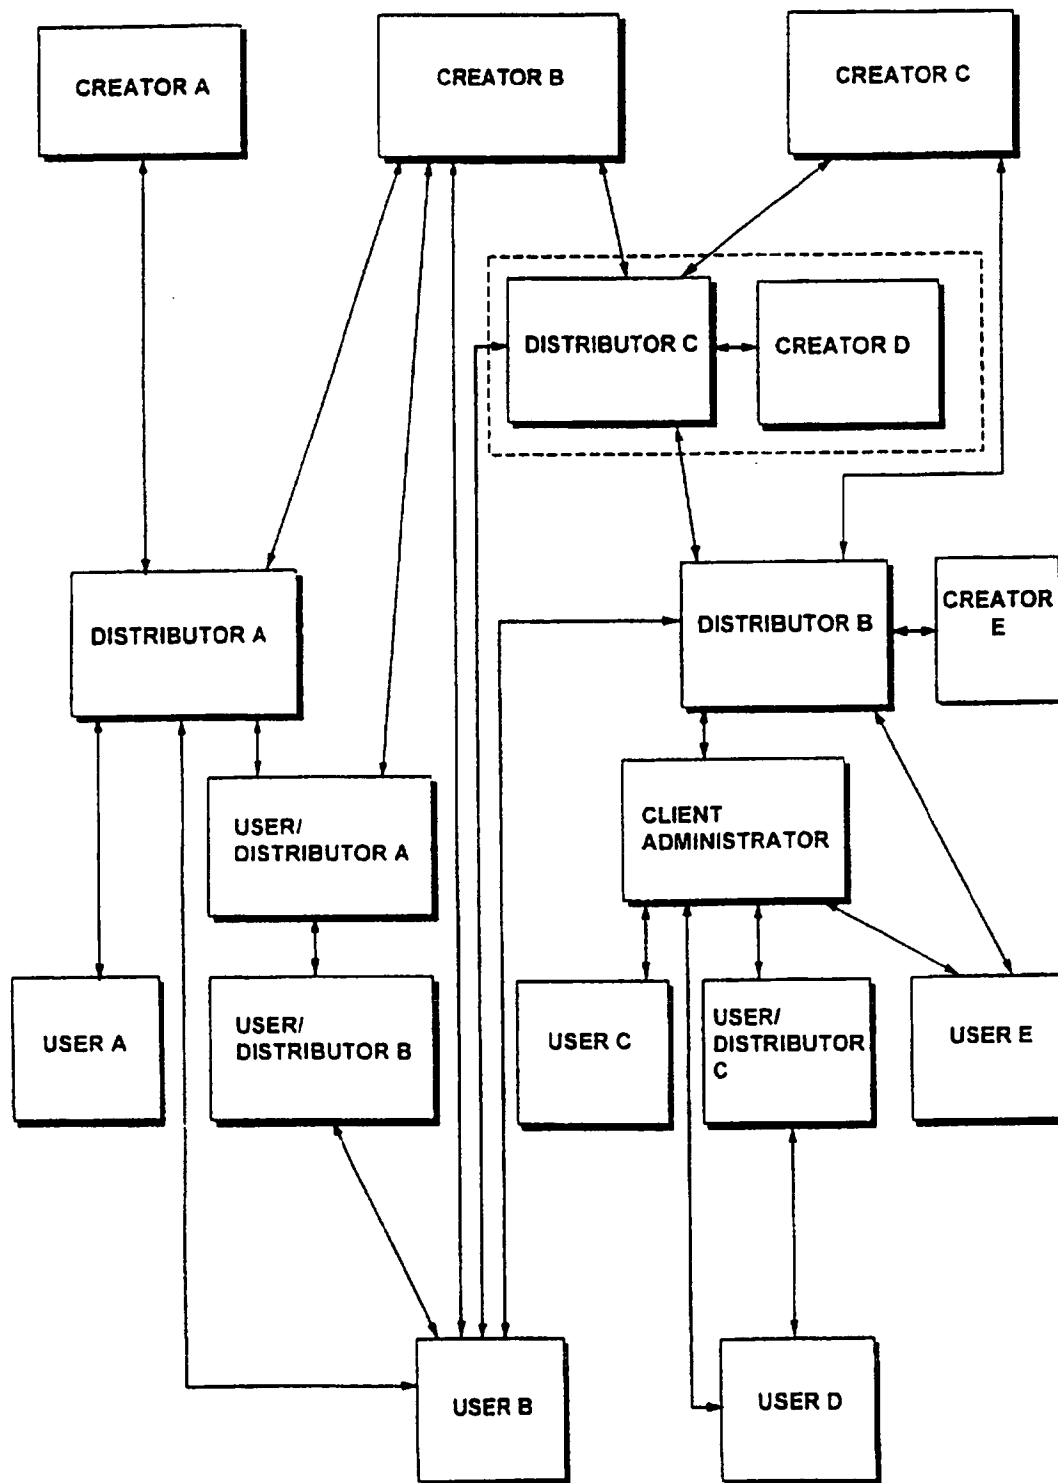 CREATOR A
CREATOR B
CREATOR C
DISTRIBUTOR C
CREATOR D
DISTRIBUTOR A
DISTRIBUTOR B
CREATOR
E
USER/
DISTRIBUTOR A
CLIENT
ADMINISTRATOR
USER A
USER/
DISTRIBUTOR B
USER C
USER/
DISTRIBUTOR
C
USER E
USER B
USER D